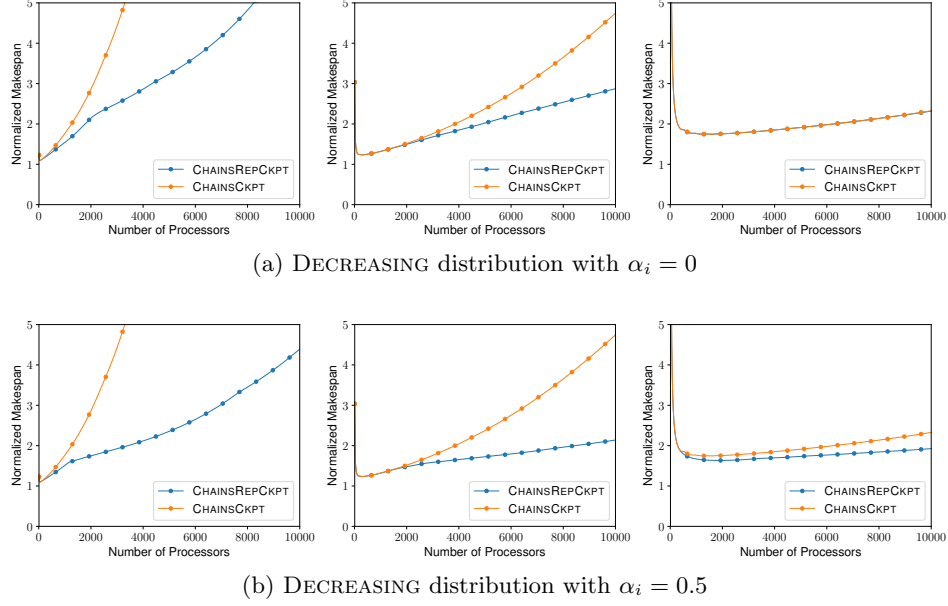 5
4
3
2
1
0
Normalized Makespan
CHAINSREPCKPT
CHAINSCKPT
0 2000 4000 6000 8000 10000
Number of Processors
5
4
3
2
1
0
Normalized Makespan
CHAINSREPCKPT
CHAINSCKPT
0 2000 4000 6000 8000 10000
Number of Processors
5
4
3
2
1
0
Normalized Makespan
CHAINSREPCKPT
CHAINSCKPT
0 2000 4000 6000 8000 10000
Number of Processors
(a) DECREASING distribution with α_i = 0
5
4
3
2
1
0
Normalized Makespan
CHAINSREPCKPT
CHAINSCKPT
0 2000 4000 6000 8000 10000
Number of Processors
5
4
3
2
1
0
Normalized Makespan
CHAINSREPCKPT
CHAINSCKPT
0 2000 4000 6000 8000 10000
Number of Processors
5
4
3
2
1
0
Normalized Makespan
CHAINSREPCKPT
CHAINSCKPT
0 2000 4000 6000 8000 10000
Number of Processors
(b) DECREASING distribution with α_i = 0.5